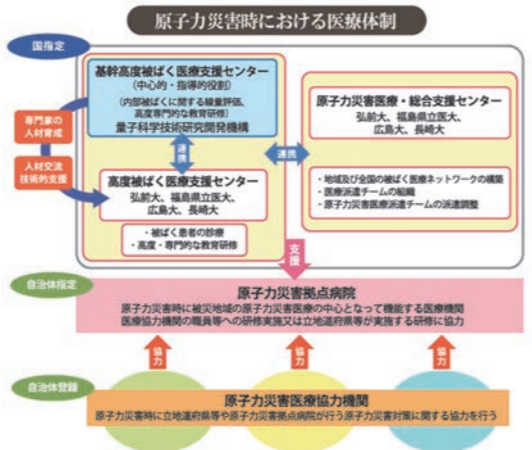 原子力災害時における医療体制
国指定
基幹高度被ばく医療支援センター
(中心的・指導的役割)
(内部被ばくに関する線量評価、
高度専門的な教育研修)
量子科学技術研究開発機構
専門家の
人材育成
人材交流
技術的支援
連携
高度被ばく医療支援センター
弘前大、福島県立医大、
広島大、長崎大
・被ばく患者の診療
・高度・専門的な教育研修
連携
原子力災害医療・総合支援センター
弘前大、福島県立医大、
広島大、長崎大
・地域及び全国の被ばく医療ネットワークの構築
・医療派遣チームの組織
・原子力災害医療派遣チームの派遣調整
支援
自治体指定
原子力災害拠点病院
原子力災害時に被災地域の原子力災害医療の中心となって機能する医療機関
医療協力機関の職員等への研修実施又は立地道府県等が実施する研修に協力
協力
協力
協力
自治体登録
原子力災害医療協力機関
原子力災害時に立地道府県等や原子力災害拠点病院が行う原子力災害対策に関する協力を行う